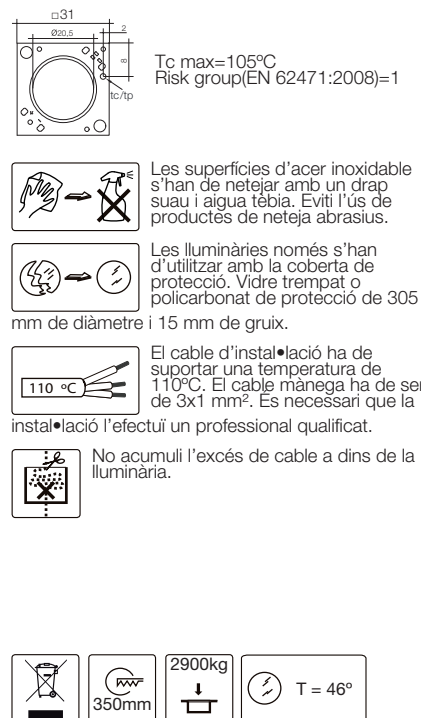 □31
Ø20,5
2
8
tc/tp
Tc max=105ºC
Risk group(EN 62471:2008)=1
Les superfícies d'acer inoxidable
s'han de netejar amb un drap
suau i aigua tèbia. Eviti l'ús de
productes de neteja abrasius.
Les lluminàries només s'han
d'utilitzar amb la coberta de
protecció. Vidre trempat o
policarbonat de protecció de 305
mm de diàmetre i 15 mm de gruix.
110 ºC
El cable d'instal•lació ha de
suportar una temperatura de
110ºC. El cable mànega ha de ser
de 3x1 mm². És necessari que la
instal•lació l'efectuï un professional qualificat.
No acumuli l'excés de cable a dins de la
lluminària.
350mm
2900kg
T = 46º